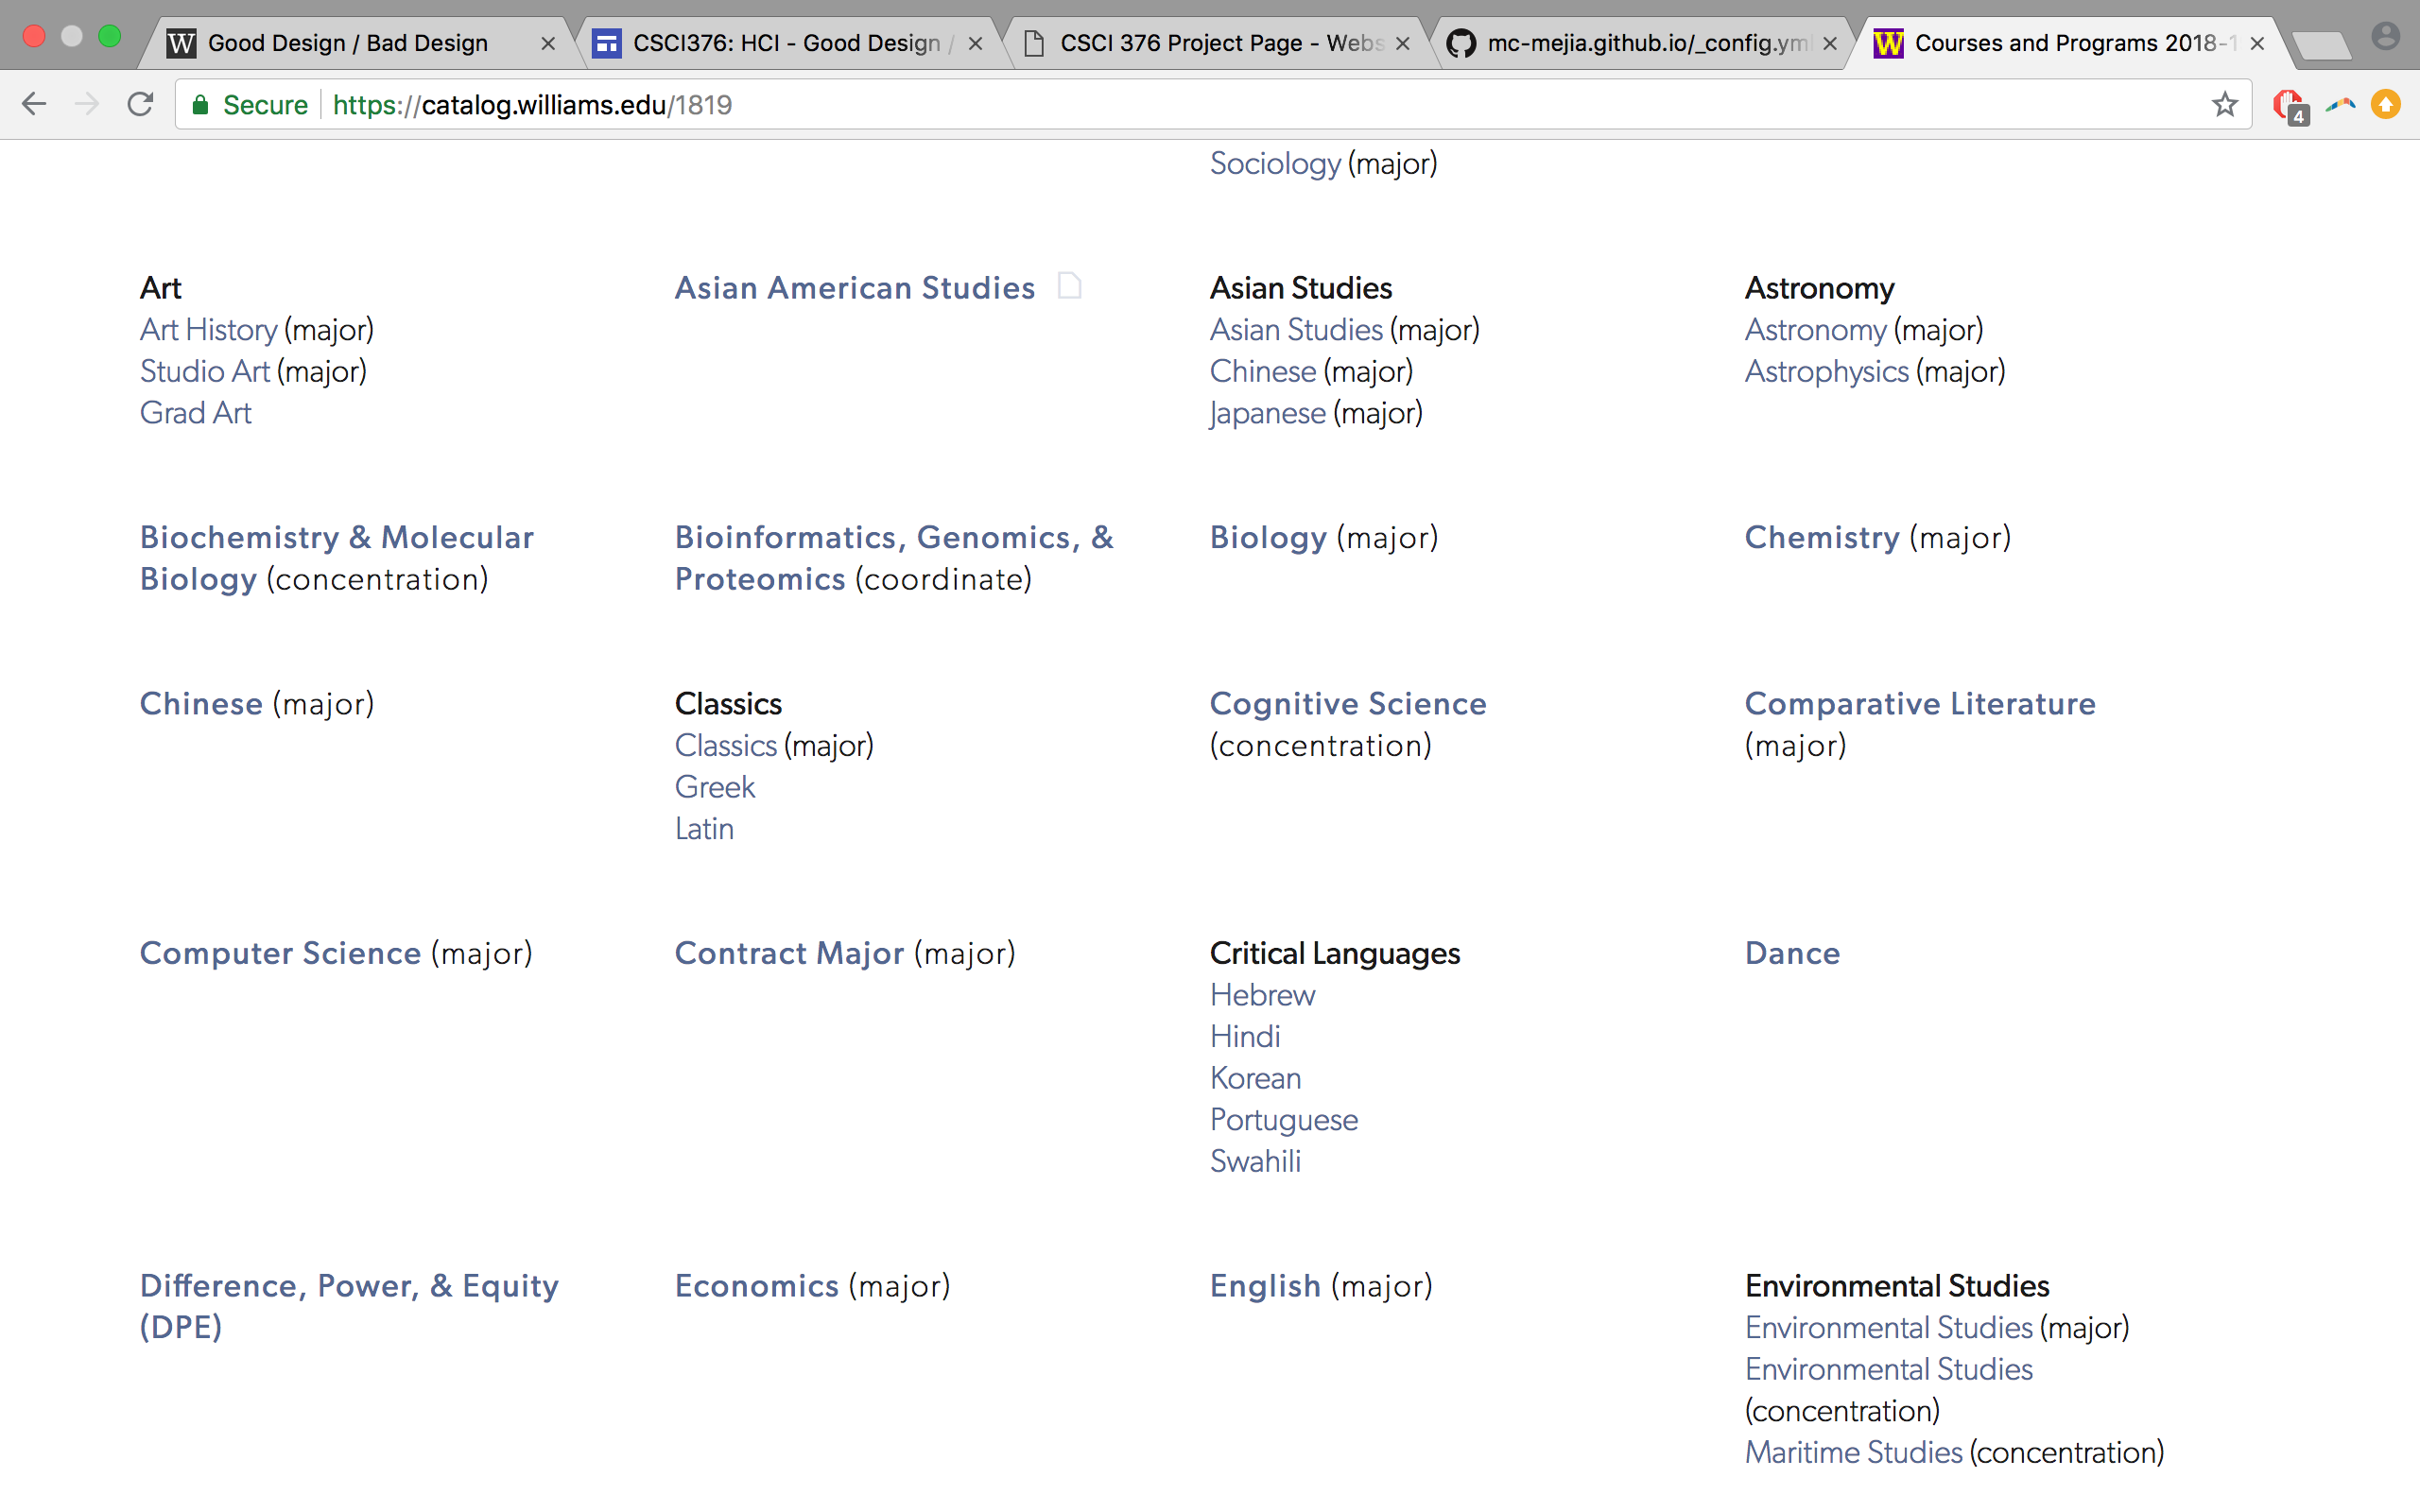 Good Design / Bad Design
CSCI376: HCI - Good Design /
CSCI 376 Project Page - Webs
mc-mejia.github.io/_config.yml
Courses and Programs 2018-1
Secure https://catalog.williams.edu/1819
4
Sociology (major)
Art
Art History (major)
Studio Art (major)
Grad Art
Asian American Studies
Asian Studies
Asian Studies (major)
Chinese (major)
Japanese (major)
Astronomy
Astronomy (major)
Astrophysics (major)
Biochemistry & Molecular
Biology (concentration)
Bioinformatics, Genomics, &
Proteomics (coordinate)
Biology (major)
Chemistry (major)
Chinese (major)
Classics
Classics (major)
Greek
Latin
Cognitive Science
(concentration)
Comparative Literature
(major)
Computer Science (major)
Contract Major (major)
Critical Languages
Hebrew
Hindi
Korean
Portuguese
Swahili
Dance
Difference, Power, & Equity
(DPE)
Economics (major)
English (major)
Environmental Studies
Environmental Studies (major)
Environmental Studies
(concentration)
Maritime Studies (concentration)